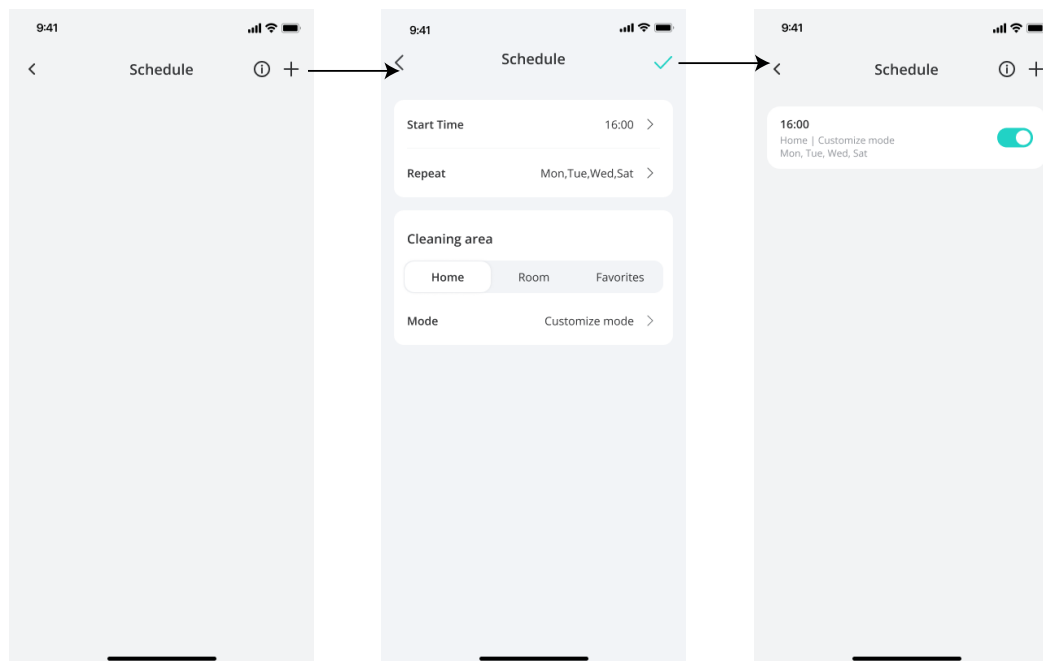 9:41
Schedule
9:41
Schedule
Start Time 16:00
Repeat Mon,Tue,Wed,Sat
Cleaning area
Home Room Favorites
Mode Customize mode
9:41
Schedule
16:00
Home | Customize mode
Mon, Tue, Wed, Sat